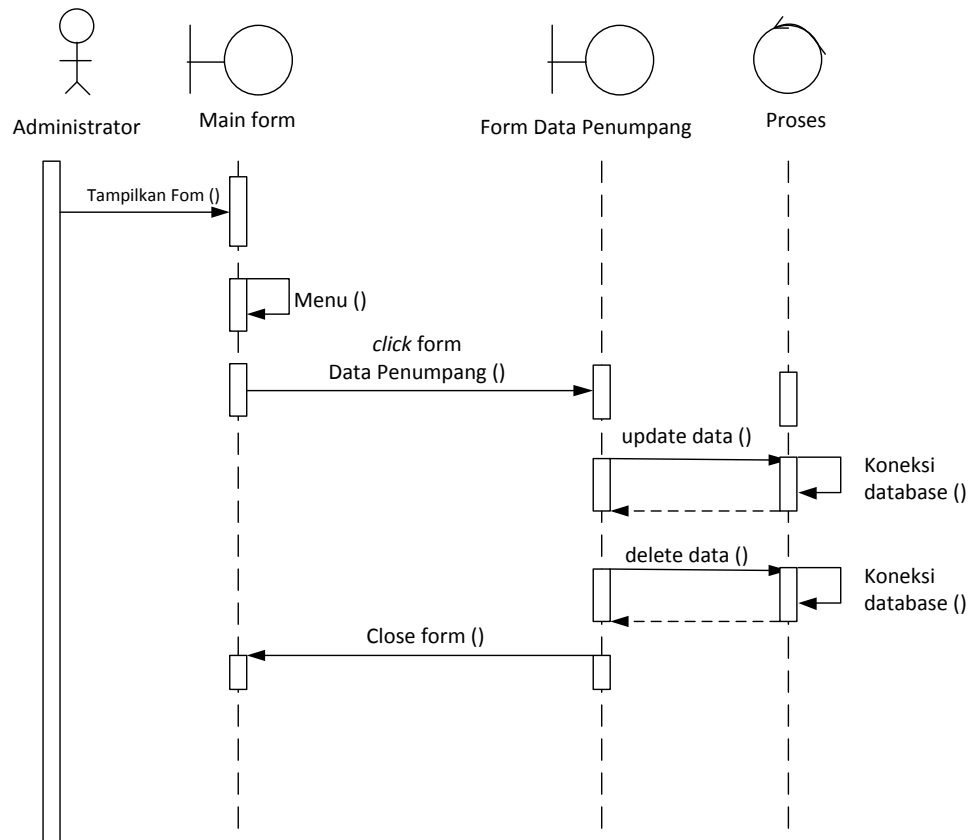 Administrator
Main form
Form Data Penumpang
Proses
Tampilkan Fom ()
Menu ()
click form
Data Penumpang ()
update data ()
Koneksi
database ()
delete data ()
Koneksi
database ()
Close form ()